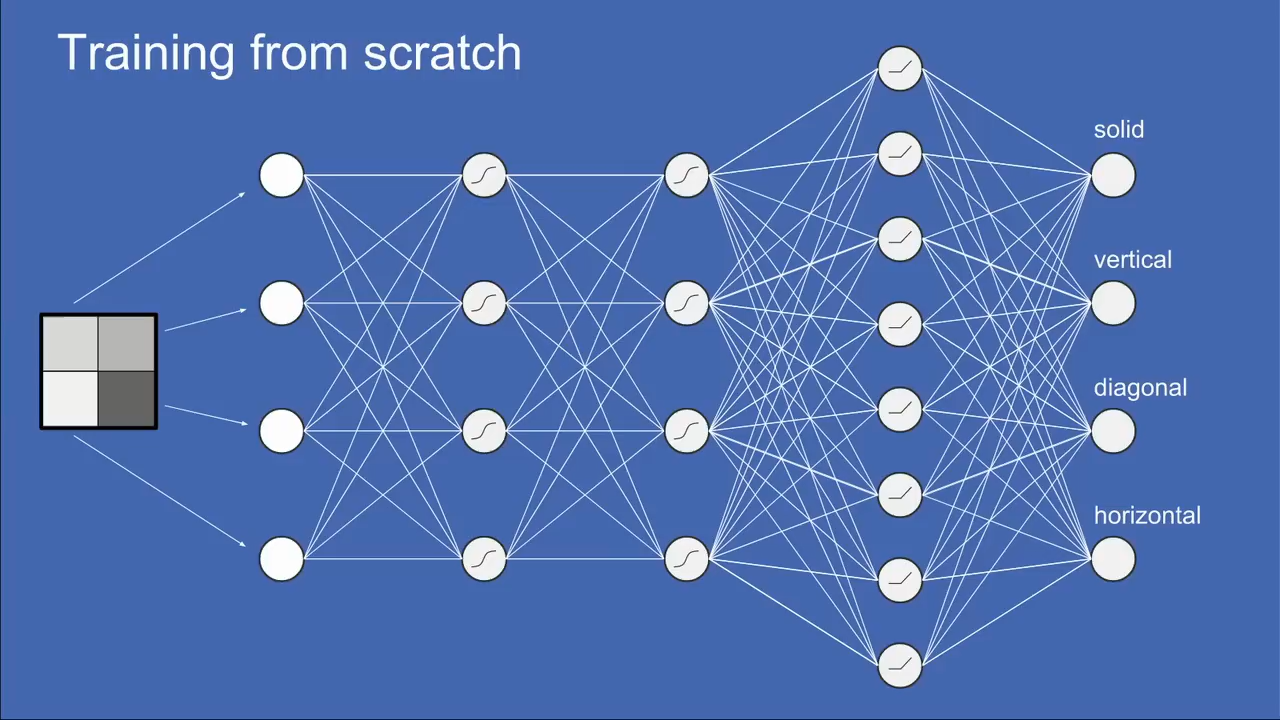 Training from scratch
solid
vertical
diagonal
horizontal